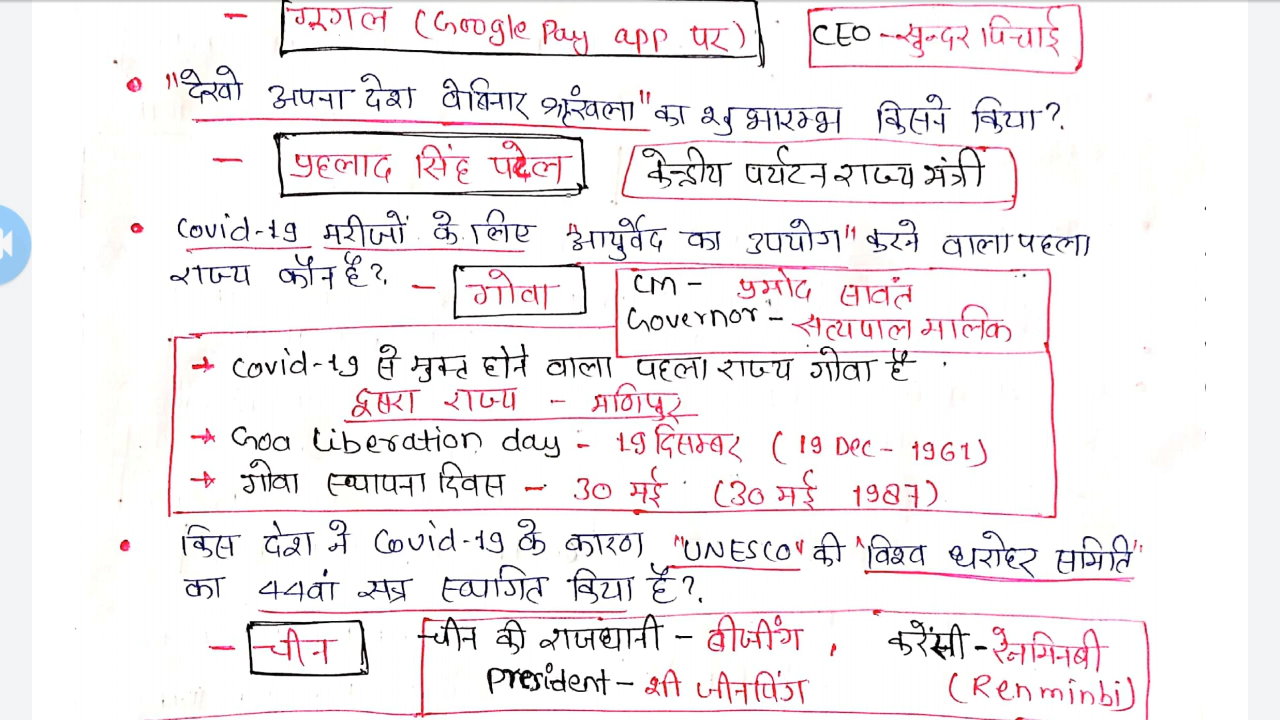 - गूगल (Google Pay app पर) CEO - सुन्दर पिचाई
• "देखो अपना देश वेबिनार श्रृंखला" का शुभारम्भ किसने किया?
- प्रहलाद सिंह पटेल केन्द्रीय पर्यटन राज्य मंत्री
• Covid-19 मरीजों के लिए "आयुर्वेद का उपयोग" करने वाला पहला
राज्य कौन है? - गोवा CM - प्रमोद सावंत
Governor - सत्यपाल मालिक
→ Covid-19 से मुक्त होने वाला पहला राज्य गोवा है
दूसरा राज्य - मणिपुर
→ Goa liberation day - 19 दिसम्बर (19 Dec - 1961)
→ गोवा स्थापना दिवस - 30 मई (30 मई 1987)
• किस देश ने Covid-19 के कारण "UNESCO" की "विश्व धरोहर समिति"
का 44वां सत्र स्थगित किया है?
- चीन चीन की राजधानी - बीजींग , करेंसी - रेनमिनबी
president - शी जीनपिंग (Renminbi)